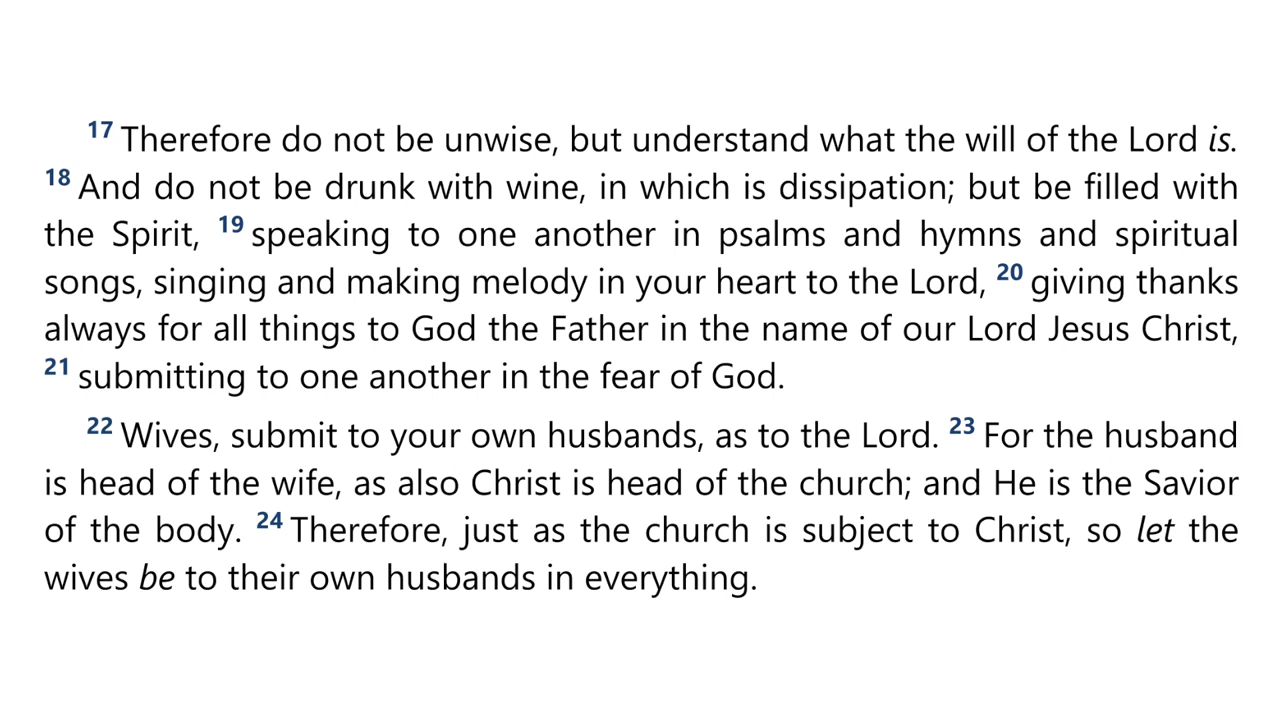 17 Therefore do not be unwise, but understand what the will of the Lord is.
18 And do not be drunk with wine, in which is dissipation; but be filled with
the Spirit, 19 speaking to one another in psalms and hymns and spiritual
songs, singing and making melody in your heart to the Lord, 20 giving thanks
always for all things to God the Father in the name of our Lord Jesus Christ,
21 submitting to one another in the fear of God.
22 Wives, submit to your own husbands, as to the Lord. 23 For the husband
is head of the wife, as also Christ is head of the church; and He is the Savior
of the body. 24 Therefore, just as the church is subject to Christ, so let the
wives be to their own husbands in everything.